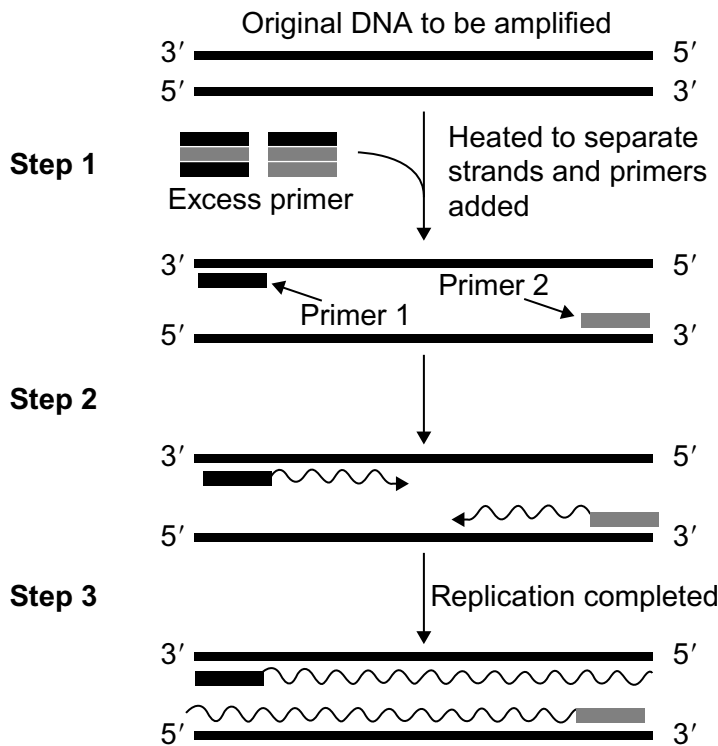 Original DNA to be amplified
3′ 5′
5′ 3′
Step 1
Excess primer
Heated to separate
strands and primers
added
3′ 5′
Primer 1
Primer 2
5′ 3′
Step 2
3′ 5′
5′ 3′
Step 3
Replication completed
3′ 5′
5′ 3′